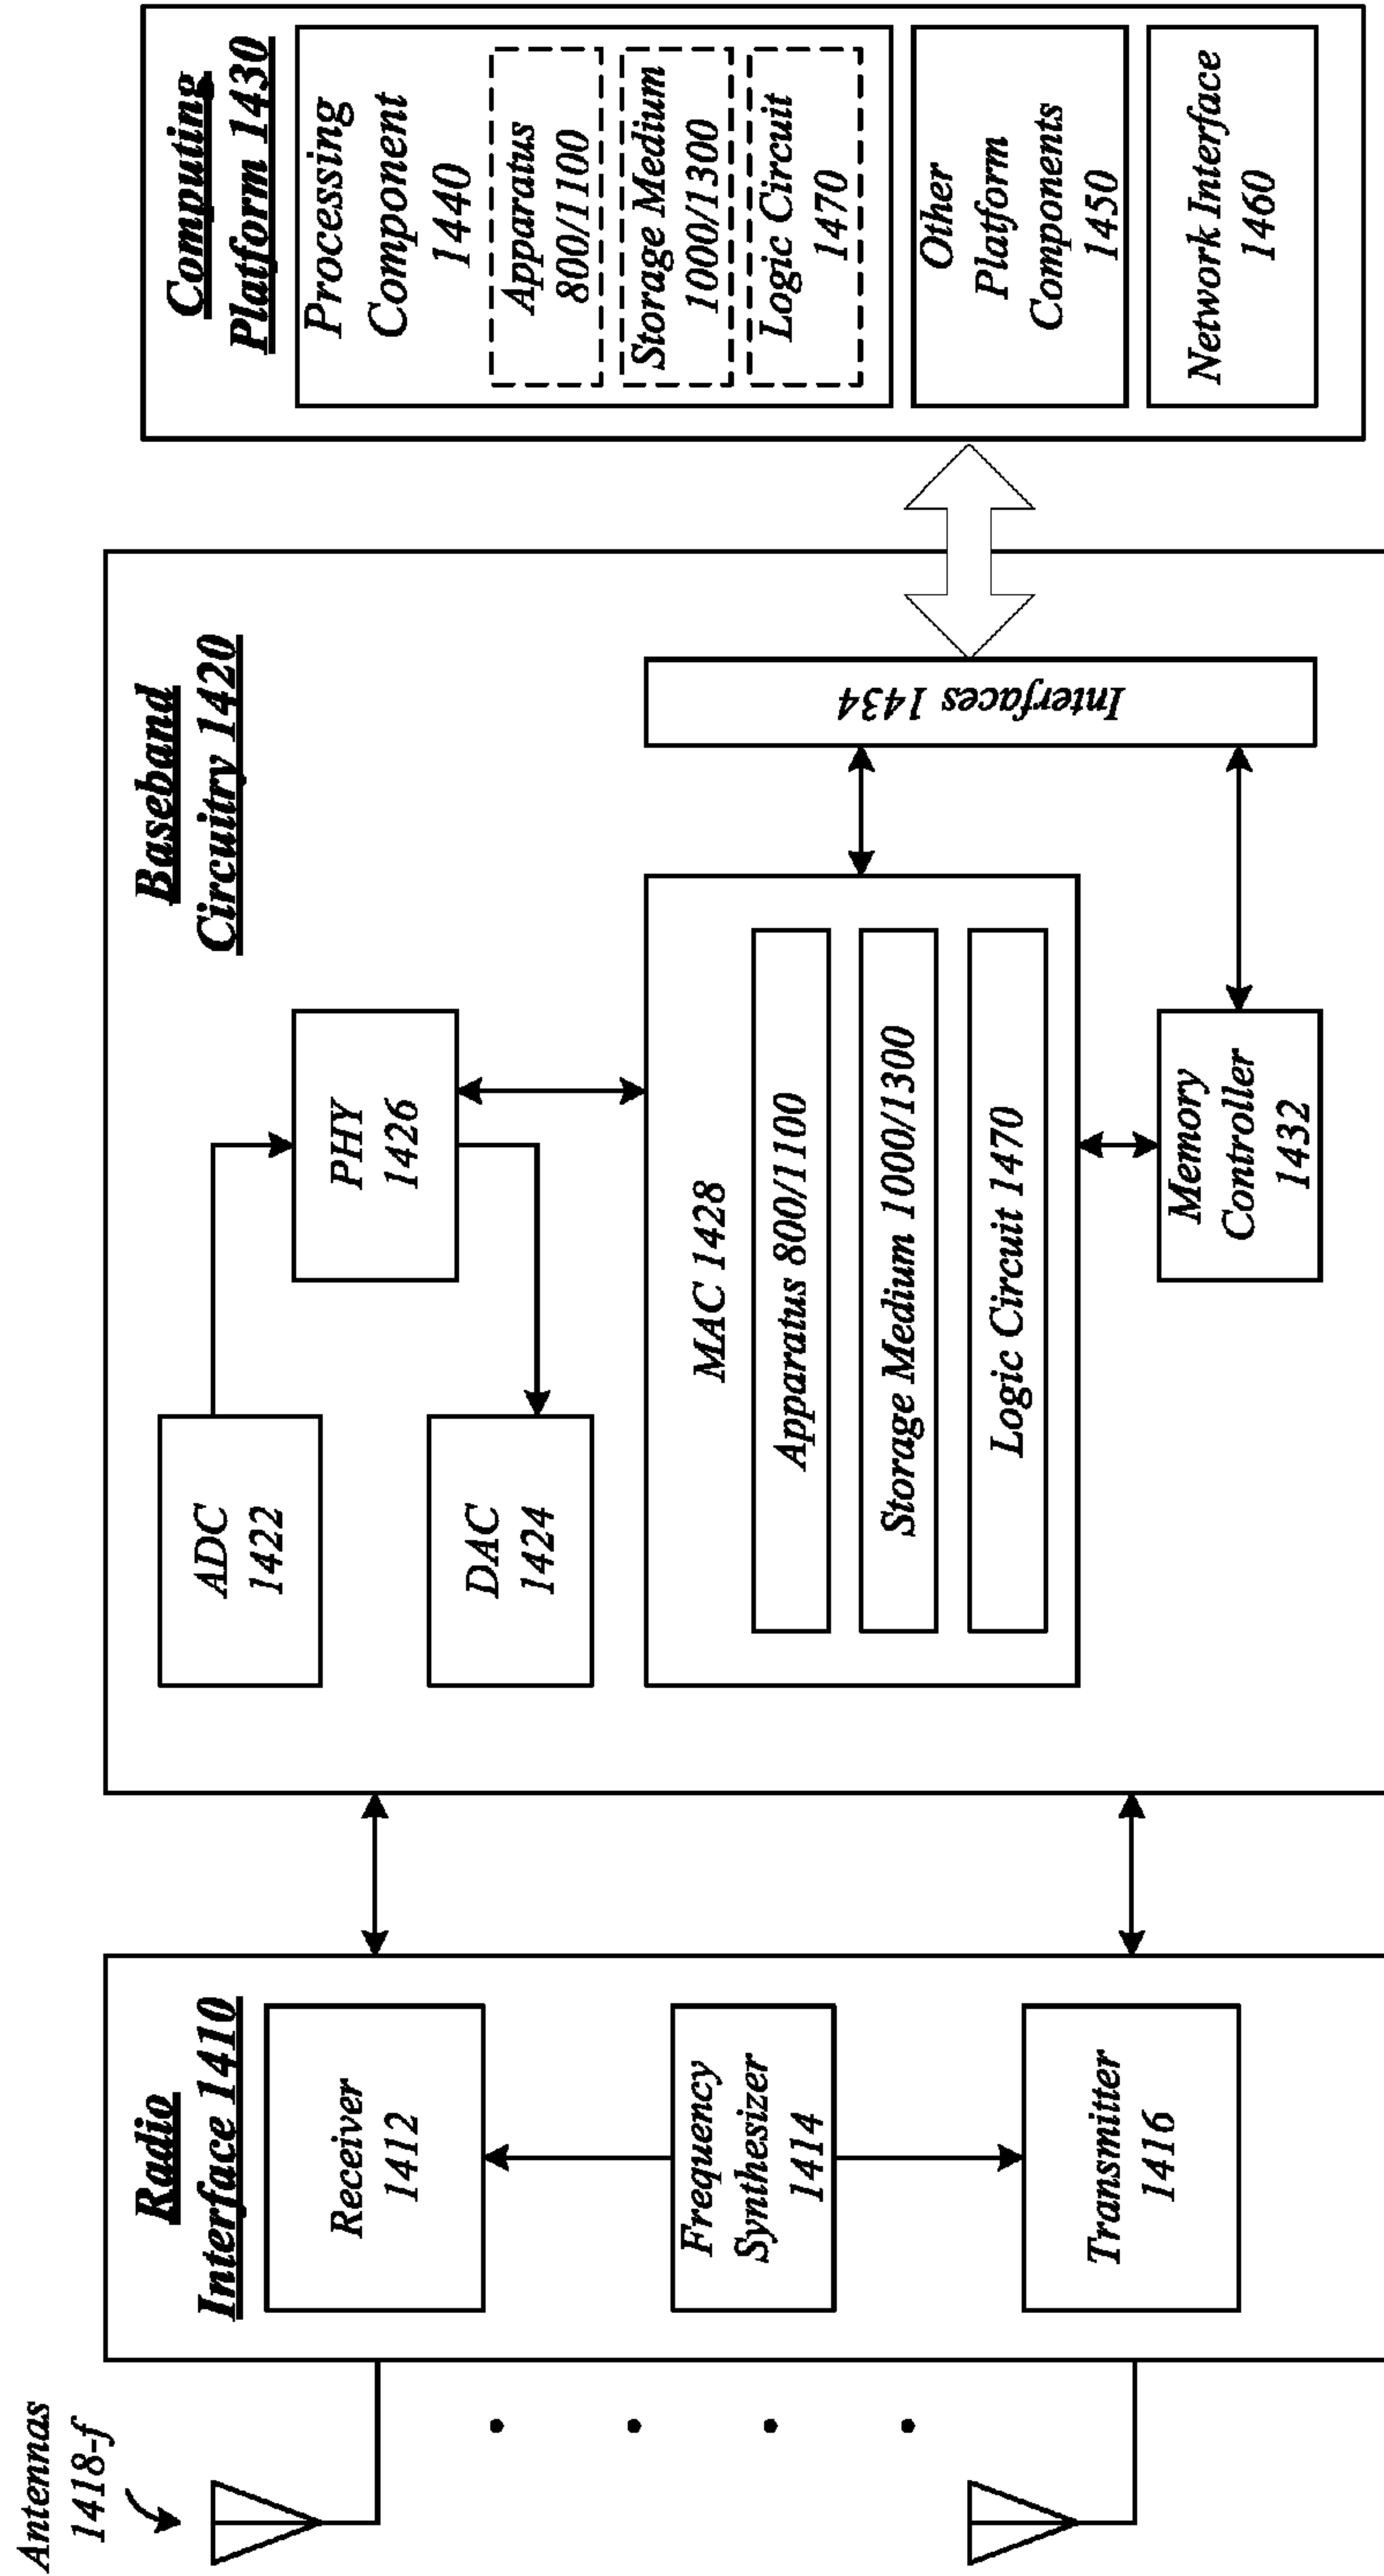 Antennas
1418-f
Radio
Interface 1410
Receiver
1412
Frequency
Synthesizer
1414
Transmitter
1416
Baseband
Circuitry 1420
ADC
1422
DAC
1424
PHY
1426
MAC 1428
Apparatus 800/1100
Storage Medium 1000/1300
Logic Circuit 1470
Memory
Controller
1432
Interfaces 1434
Computing
Platform 1430
Processing
Component
1440
Apparatus
800/1100
Storage Medium
1000/1300
Logic Circuit
1470
Other
Platform
Components
1450
Network Interface
1460